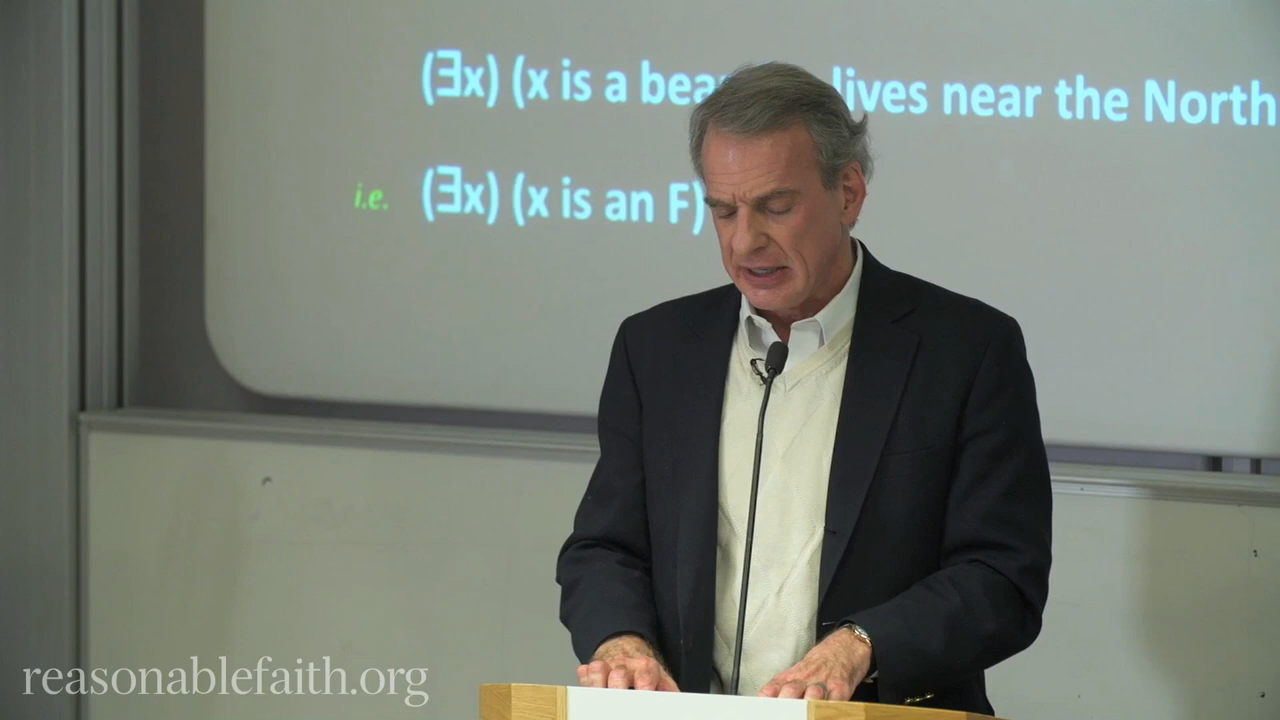 (∃x) (x is a lives near the North
i.e. (∃x) (x is an F)
reasonablefaith.org